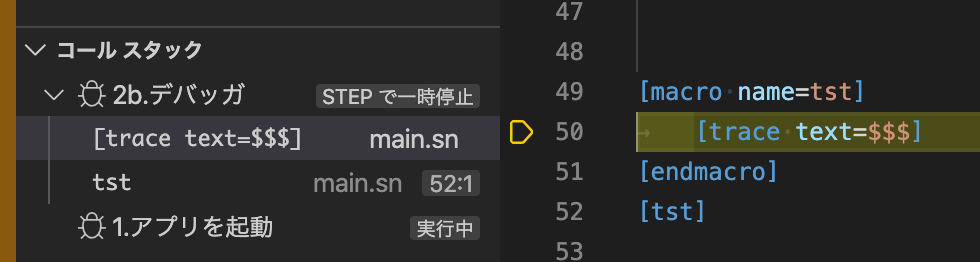 コール スタック
2b.デバッガ STEP で一時停止
[trace text=$$$] main.sn
tst main.sn 52:1
1.アプリを起動 実行中
47
48
49 [macro name=tst]
50 [trace text=$$$]
51 [endmacro]
52 [tst]
53